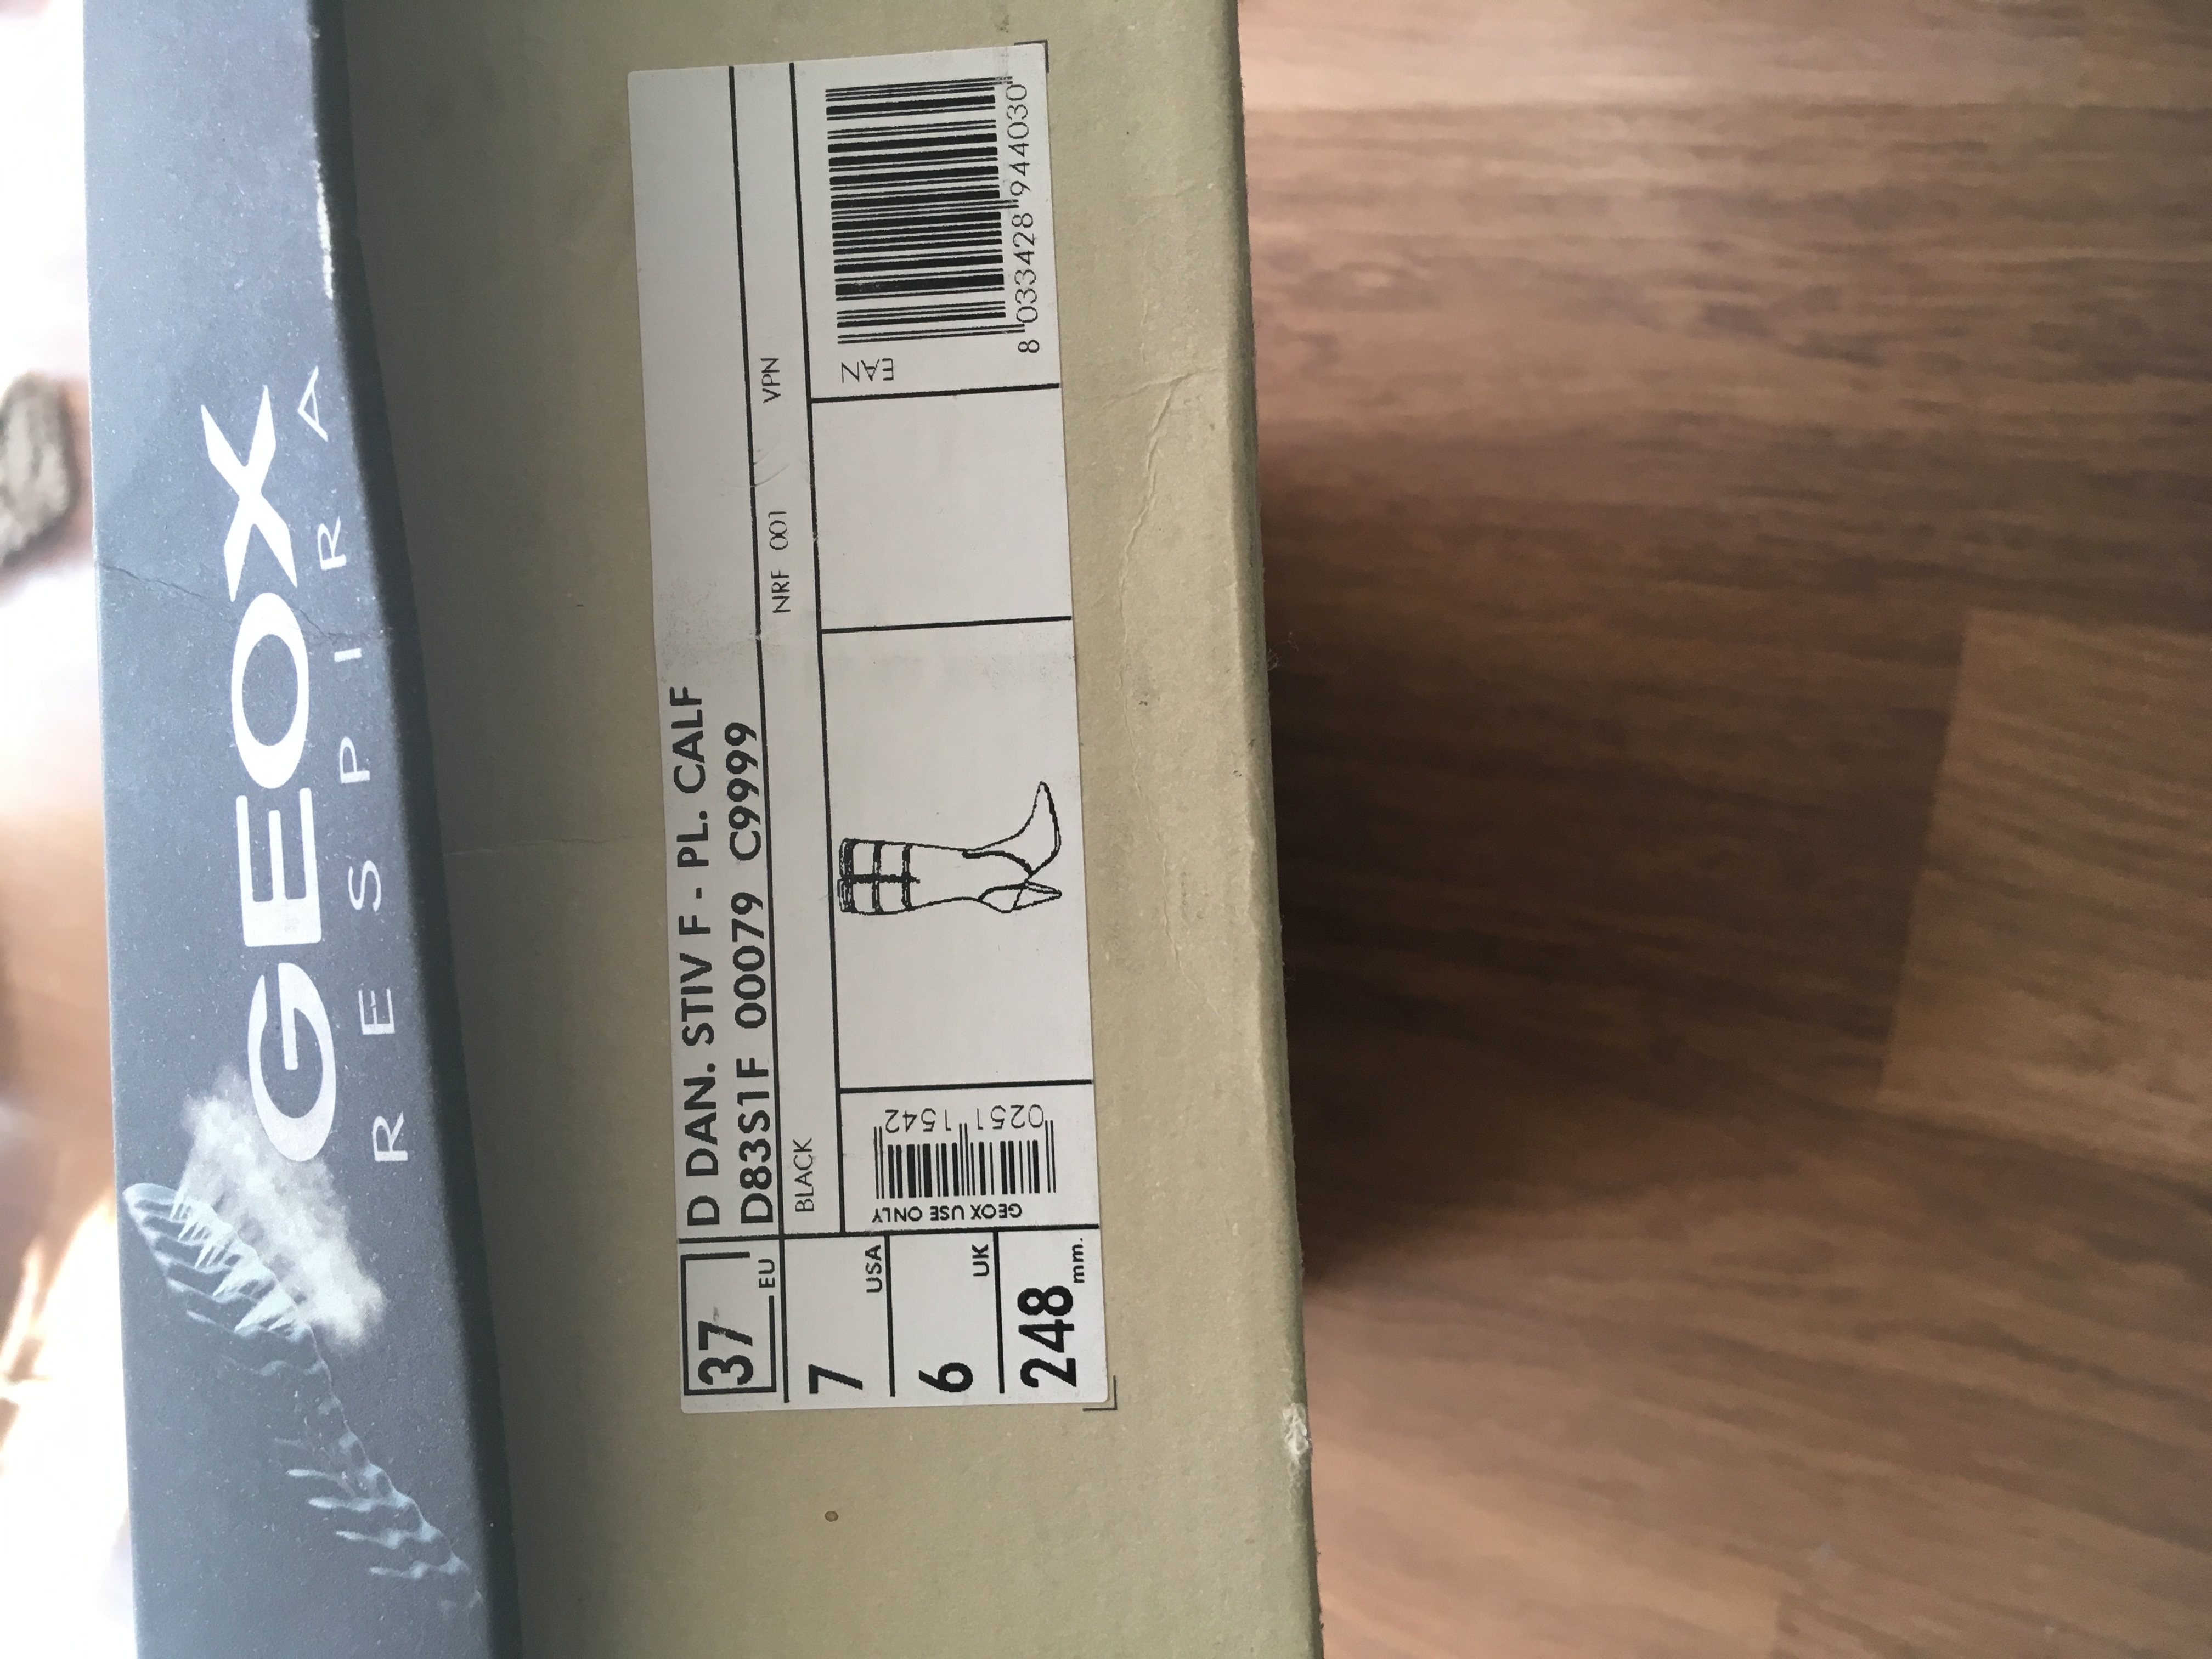 GEOX
RESPIRA
37 EU
D DAN. STIV F - PL. CALF
D83S1F 00079 C9999
BLACK
NRF 001
VPN
7 USA
6 UK
248 mm.
GEOX USE ONLY
0251 1542
EAN
8 033428 944030